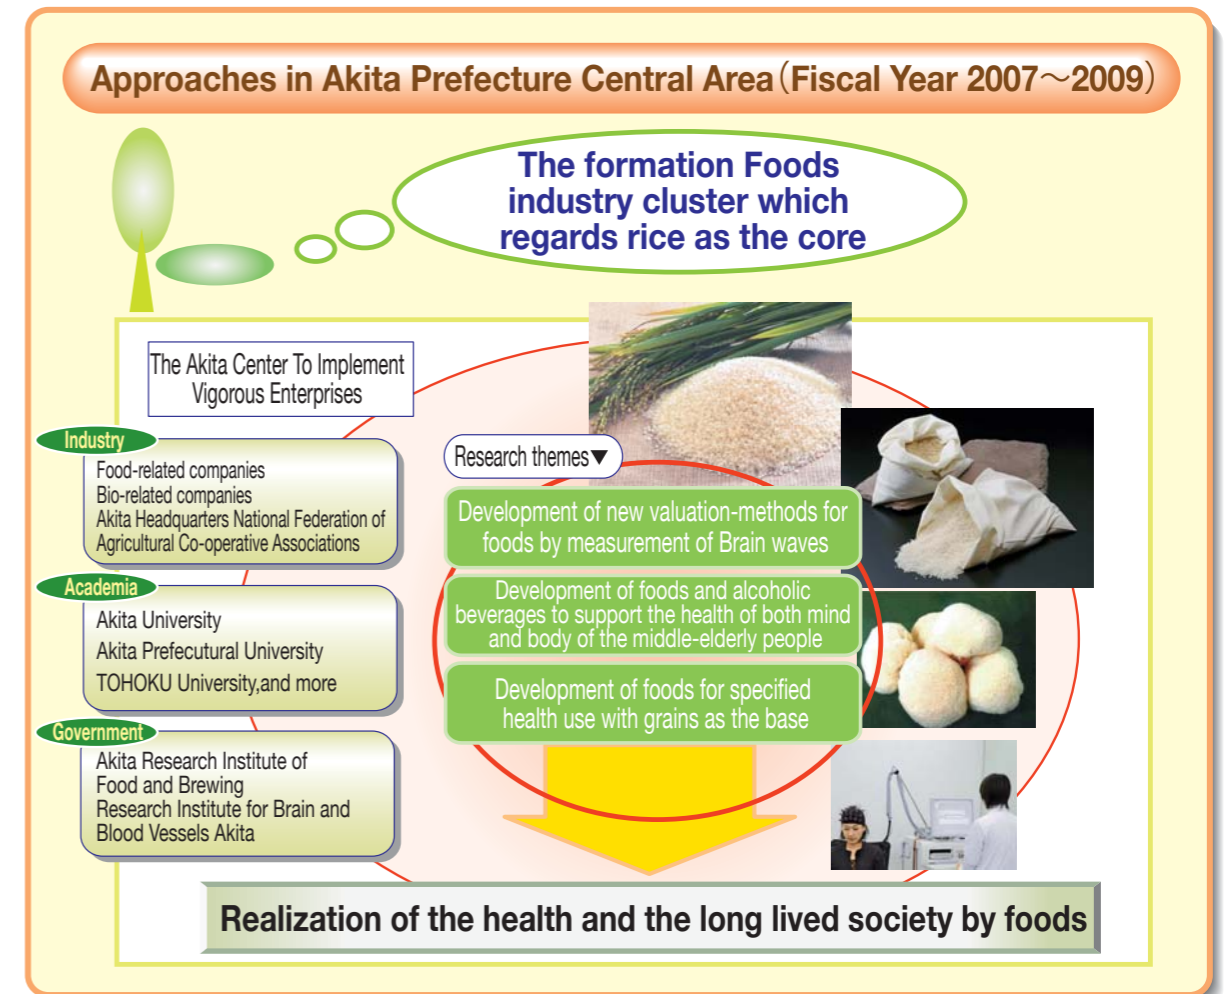 Approaches in Akita Prefecture Central Area（Fiscal Year 2007～2009）
The formation Foods
industry cluster which
regards rice as the core
The Akita Center To Implement
Vigorous Enterprises
Industry
Food-related companies
Bio-related companies
Akita Headquarters National Federation of
Agricultural Co-operative Associations
Academia
Akita University
Akita Prefecutural University
TOHOKU University,and more
Government
Akita Research Institute of
Food and Brewing
Research Institute for Brain and
Blood Vessels Akita
Research themes▼
Development of new valuation-methods for
foods by measurement of Brain waves
Development of foods and alcoholic
beverages to support the health of both mind
and body of the middle-elderly people
Development of foods for specified
health use with grains as the base
Realization of the health and the long lived society by foods